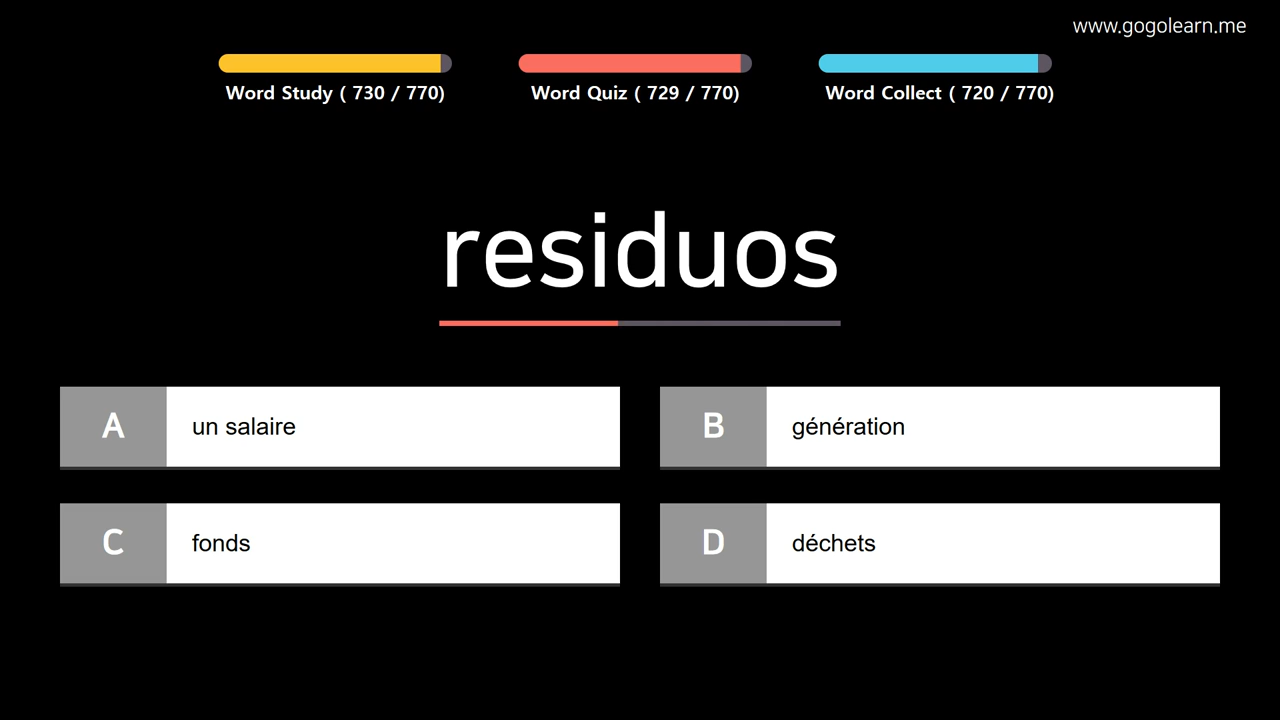 www.gogolearn.me
Word Study ( 730 / 770)
Word Quiz ( 729 / 770)
Word Collect ( 720 / 770)
residuos
A
un salaire
B
génération
C
fonds
D
déchets